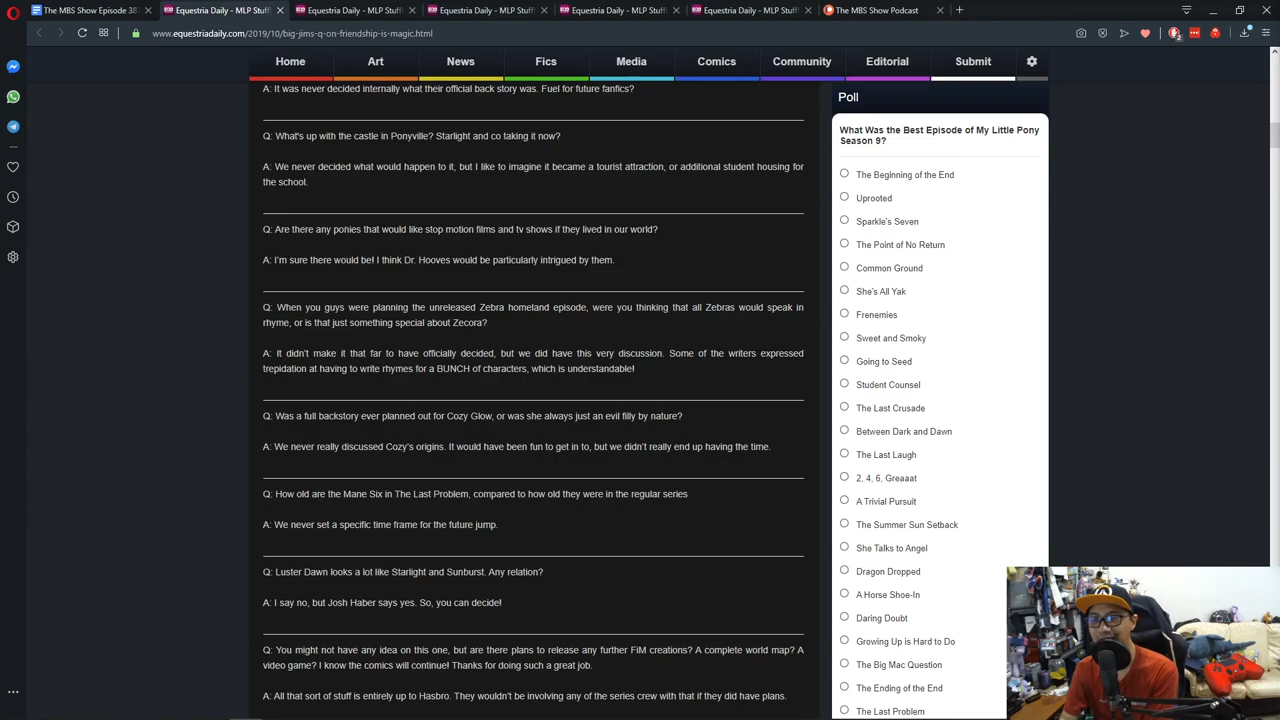 The MBS Show Episode 38
Equestria Daily - MLP Stuff
Equestria Daily - MLP Stuff
Equestria Daily - MLP Stuff
Equestria Daily - MLP Stuff
Equestria Daily - MLP Stuff
The MBS Show Podcast
www.equestriadaily.com/2019/10/big-jims-q-on-friendship-is-magic.html
2
Home
Art
News
Fics
Media
Comics
Community
Editorial
Submit
A: It was never decided internally what their official back story was. Fuel for future fanfics?
Q: What's up with the castle in Ponyville? Starlight and co taking it now?
A: We never decided what would happen to it, but I like to imagine it became a tourist attraction, or additional student housing for
the school.
Q: Are there any ponies that would like stop motion films and tv shows if they lived in our world?
A: I'm sure there would be! I think Dr. Hooves would be particularly intrigued by them.
Q: When you guys were planning the unreleased Zebra homeland episode, were you thinking that all Zebras would speak in
rhyme, or is that just something special about Zecora?
A: It didn't make it that far to have officially decided, but we did have this very discussion. Some of the writers expressed
trepidation at having to write rhymes for a BUNCH of characters, which is understandable!
Q: Was a full backstory ever planned out for Cozy Glow, or was she always just an evil filly by nature?
A: We never really discussed Cozy's origins. It would have been fun to get in to, but we didn't really end up having the time.
Q: How old are the Mane Six in The Last Problem, compared to how old they were in the regular series
A: We never set a specific time frame for the future jump.
Q: Luster Dawn looks a lot like Starlight and Sunburst. Any relation?
A: I say no, but Josh Haber says yes. So, you can decide!
Q: You might not have any idea on this one, but are there plans to release any further FiM creations? A complete world map? A
video game? I know the comics will continue! Thanks for doing such a great job.
A: All that sort of stuff is entirely up to Hasbro. They wouldn't be involving any of the series crew with that if they did have plans.
Poll
What Was the Best Episode of My Little Pony
Season 9?
The Beginning of the End
Uprooted
Sparkle's Seven
The Point of No Return
Common Ground
She's All Yak
Frenemies
Sweet and Smoky
Going to Seed
Student Counsel
The Last Crusade
Between Dark and Dawn
The Last Laugh
2, 4, 6, Greaaat
A Trivial Pursuit
The Summer Sun Setback
She Talks to Angel
Dragon Dropped
A Horse Shoe-In
Daring Doubt
Growing Up is Hard to Do
The Big Mac Question
The Ending of the End
The Last Problem